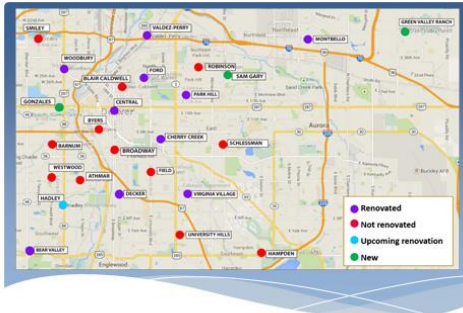 SMILEY
VALDEZ-PERRY
MONTBELLO
GREEN VALLEY RANCH
WOODBURY
FORD
ROBINSON
SAM GARY
BLAIR CALDWELL
PARK HILL
GONZALES
CENTRAL
BYERS
CHERRY CREEK
SCHLESSMAN
Aurora
BARNUM
BROADWAY
WESTWOOD
ATHMAR
FIELD
HADLEY
DECKER
VIRGINIA VILLAGE
BEAR VALLEY
UNIVERSITY HILLS
HAMPDEN
Englewood
Renovated
Not renovated
Upcoming renovation
New